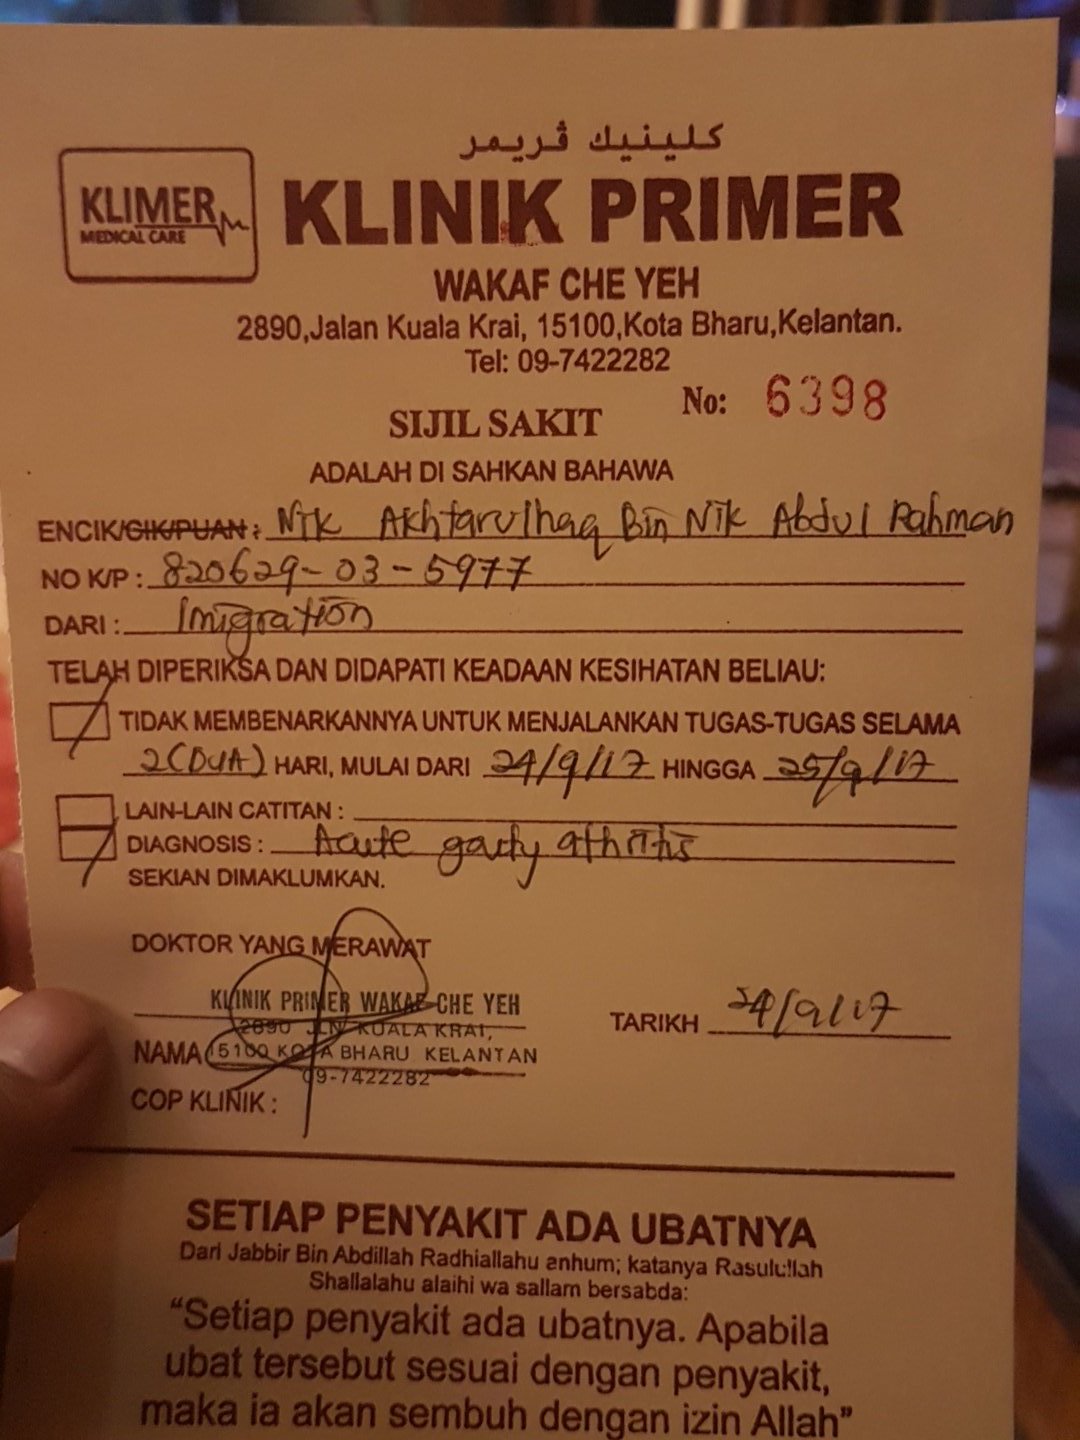 كلينيك ڤريمر
KLIMER
MEDICAL CARE
KLINIK PRIMER
WAKAF CHE YEH
2890,Jalan Kuala Krai, 15100,Kota Bharu,Kelantan.
Tel: 09-7422282
No: 6398
SIJIL SAKIT
ADALAH DI SAHKAN BAHAWA
ENCIK/CIK/PUAN : Nik Akhtarulhaq Bin Nik Abdul Rahman
NO K/P : 820629-03-5977
DARI : Imigration
TELAH DIPERIKSA DAN DIDAPATI KEADAAN KESIHATAN BELIAU:
TIDAK MEMBENARKANNYA UNTUK MENJALANKAN TUGAS-TUGAS SELAMA
2(DUA) HARI, MULAI DARI 24/9/17 HINGGA 25/9/17
LAIN-LAIN CATITAN :
DIAGNOSIS : Acute gouty athritis
SEKIAN DIMAKLUMKAN.
DOKTOR YANG MERAWAT
KLINIK PRIMER WAKAF CHE YEH
2890 JLN KUALA KRAI,
TARIKH 24/9/17
NAMA 15100 KOTA BHARU KELANTAN
09-7422282
COP KLINIK :
SETIAP PENYAKIT ADA UBATNYA
Dari Jabbir Bin Abdillah Radhiallahu anhum; katanya Rasulullah
Shallalahu alaihi wa sallam bersabda:
“Setiap penyakit ada ubatnya. Apabila
ubat tersebut sesuai dengan penyakit,
maka ia akan sembuh dengan izin Allah”